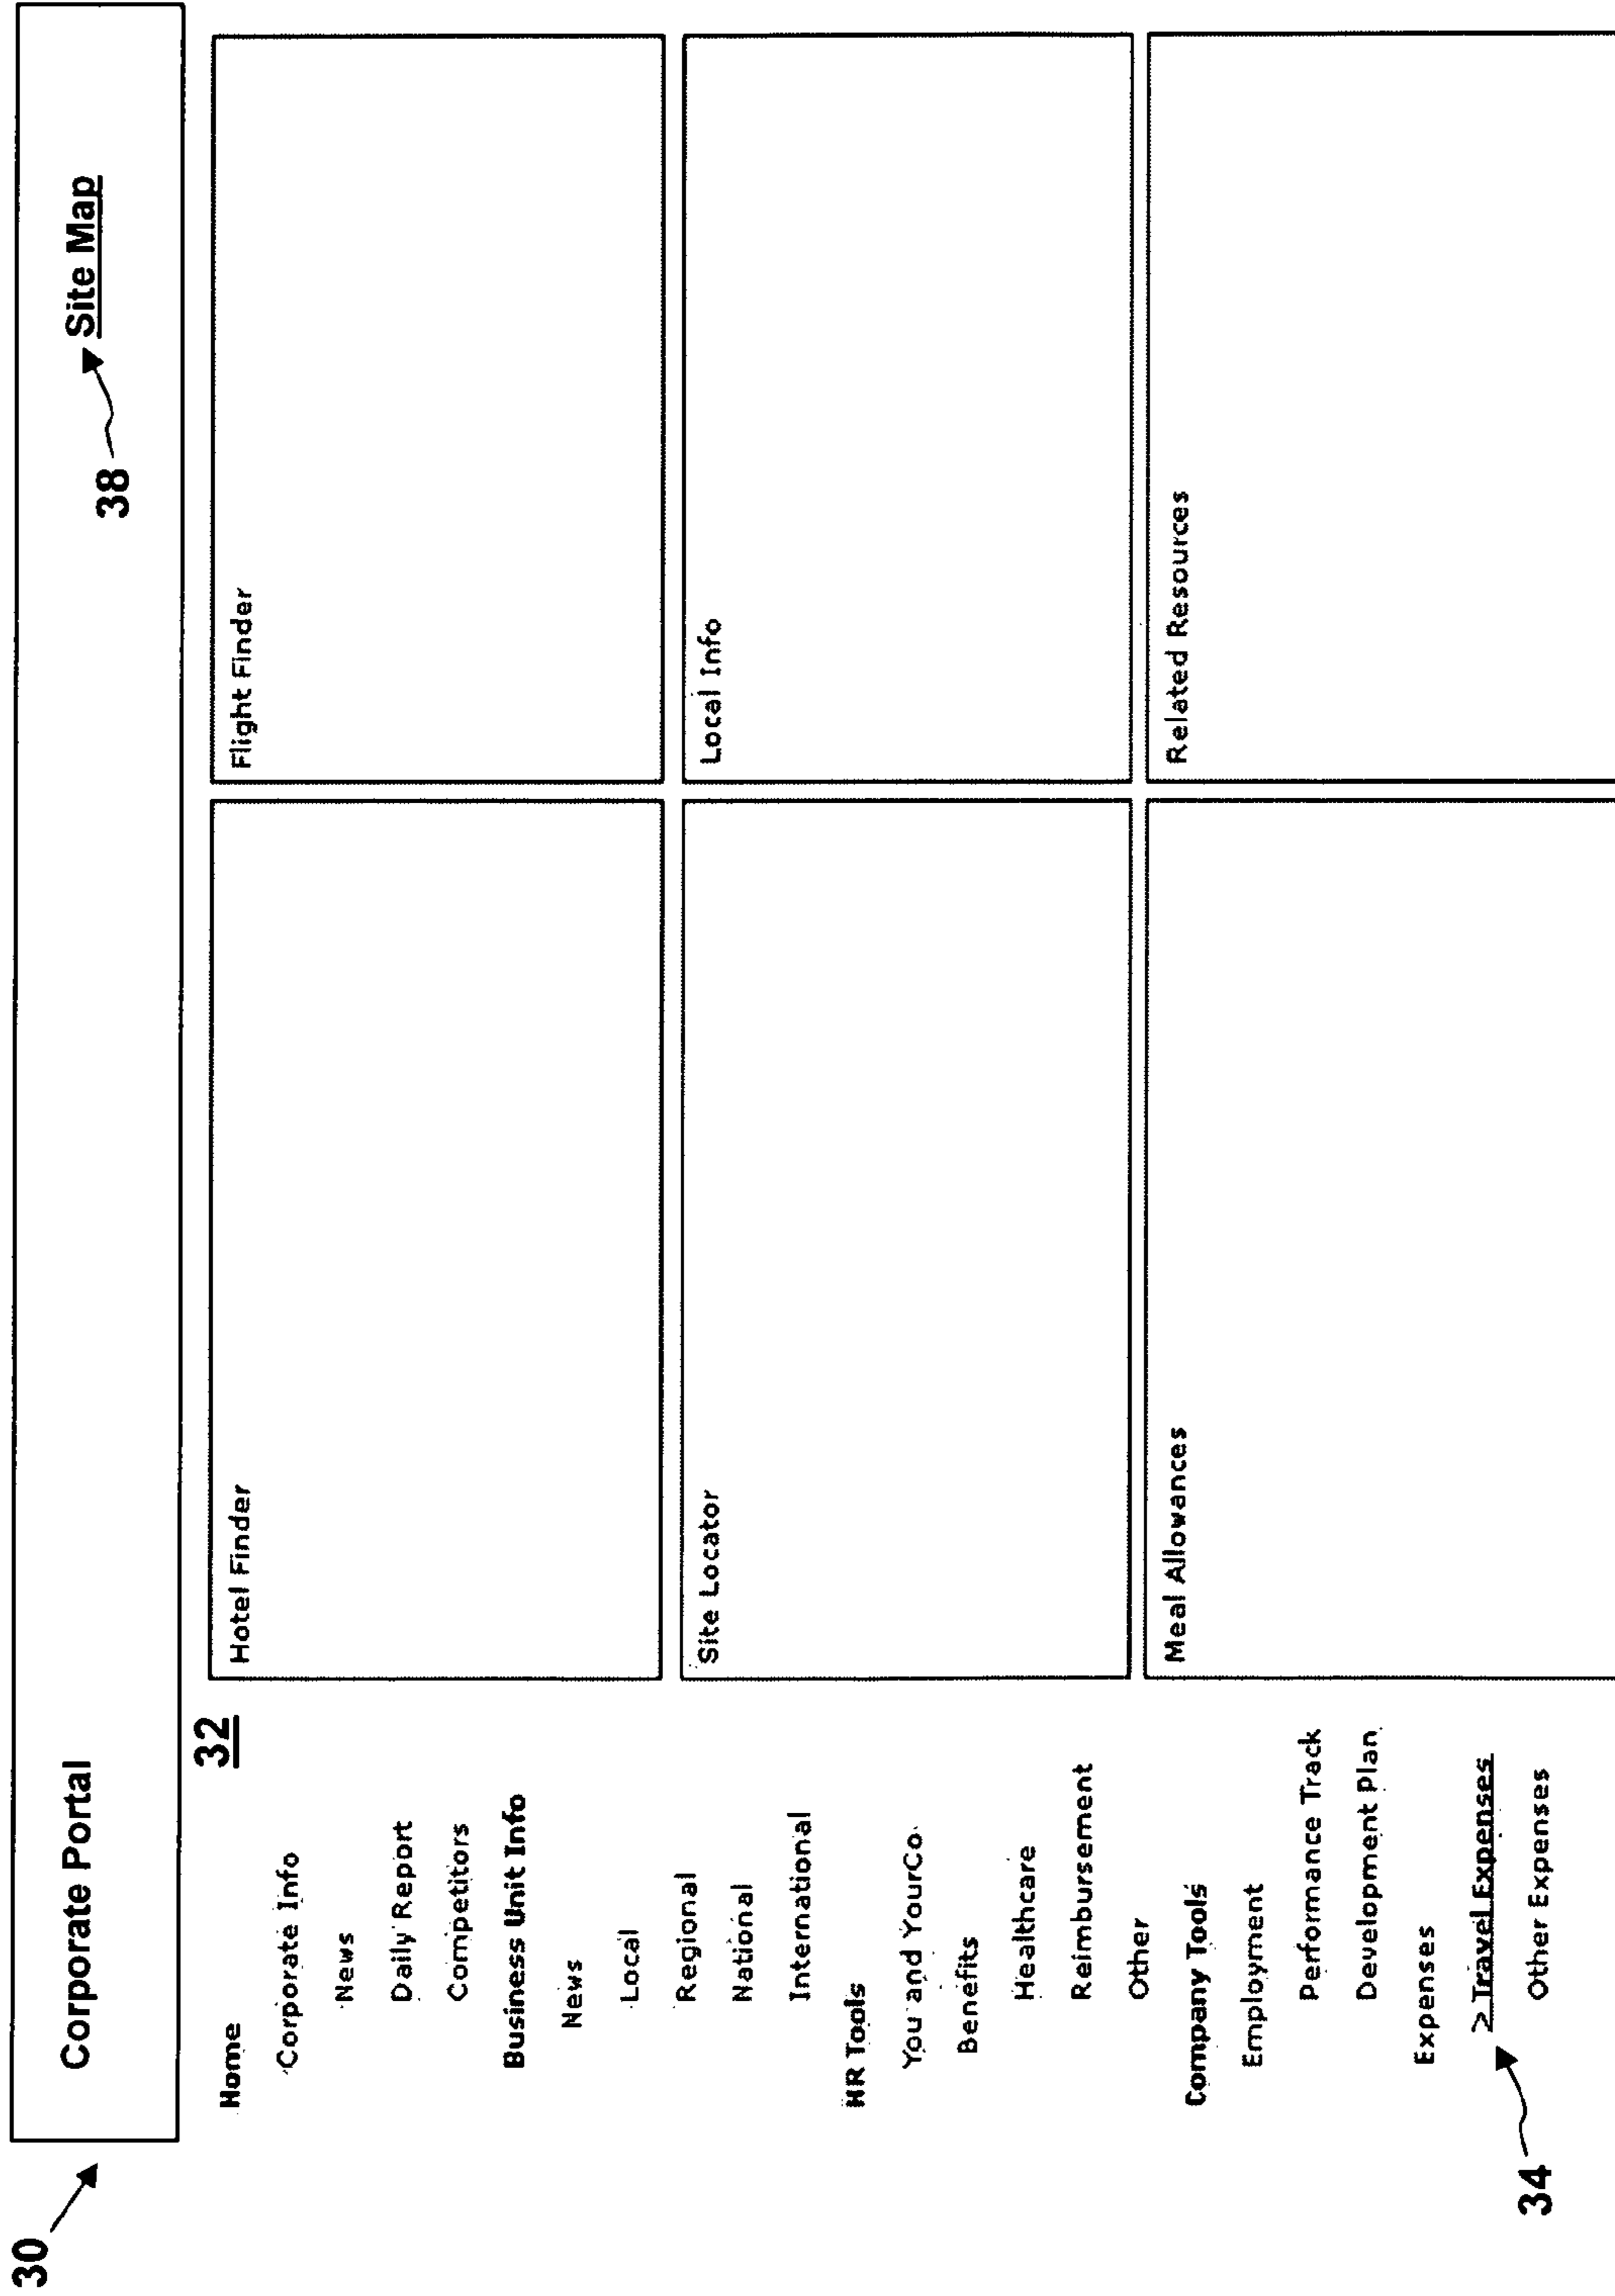 30
Corporate Portal
38
Site Map
32
Home
Corporate Info
News
Daily Report
Competitors
Business Unit Info
News
Local
Regional
National
International
HR Tools
You and YourCo.
Benefits
Healthcare
Reimbursement
Other
Company Tools
Employment
Performance Track
Development Plan
Expenses
> Travel Expenses
Other Expenses
34
Hotel Finder
Flight Finder
Site Locator
Local Info
Meal Allowances
Related Resources